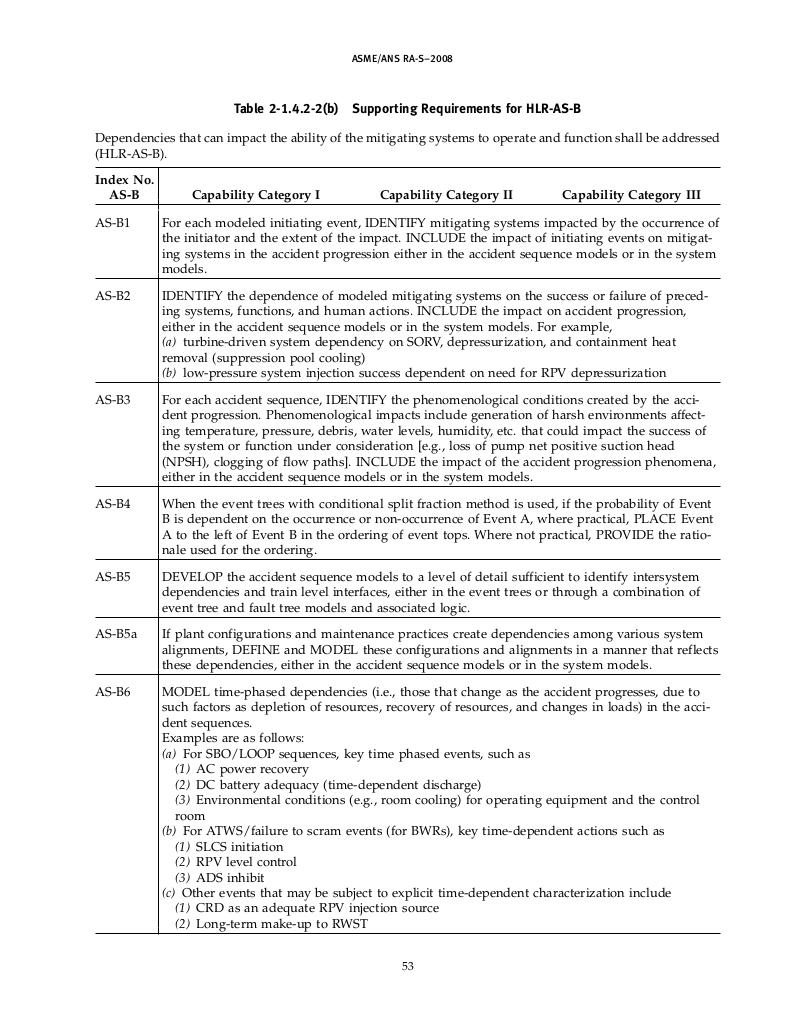 ASME/ANS RA-S–2008
Table 2-1.4.2-2(b) Supporting Requirements for HLR-AS-B
Dependencies that can impact the ability of the mitigating systems to operate and function shall be addressed
(HLR-AS-B).
Index No.
AS-B Capability Category I Capability Category II Capability Category III
AS-B1 For each modeled initiating event, IDENTIFY mitigating systems impacted by the occurrence of
the initiator and the extent of the impact. INCLUDE the impact of initiating events on mitigat-
ing systems in the accident progression either in the accident sequence models or in the system
models.
AS-B2 IDENTIFY the dependence of modeled mitigating systems on the success or failure of preced-
ing systems, functions, and human actions. INCLUDE the impact on accident progression,
either in the accident sequence models or in the system models. For example,
(a) turbine-driven system dependency on SORV, depressurization, and containment heat
removal (suppression pool cooling)
(b) low-pressure system injection success dependent on need for RPV depressurization
AS-B3 For each accident sequence, IDENTIFY the phenomenological conditions created by the acci-
dent progression. Phenomenological impacts include generation of harsh environments affect-
ing temperature, pressure, debris, water levels, humidity, etc. that could impact the success of
the system or function under consideration [e.g., loss of pump net positive suction head
(NPSH), clogging of flow paths]. INCLUDE the impact of the accident progression phenomena,
either in the accident sequence models or in the system models.
AS-B4 When the event trees with conditional split fraction method is used, if the probability of Event
B is dependent on the occurrence or non-occurrence of Event A, where practical, PLACE Event
A to the left of Event B in the ordering of event tops. Where not practical, PROVIDE the ratio-
nale used for the ordering.
AS-B5 DEVELOP the accident sequence models to a level of detail sufficient to identify intersystem
dependencies and train level interfaces, either in the event trees or through a combination of
event tree and fault tree models and associated logic.
AS-B5a If plant configurations and maintenance practices create dependencies among various system
alignments, DEFINE and MODEL these configurations and alignments in a manner that reflects
these dependencies, either in the accident sequence models or in the system models.
AS-B6 MODEL time-phased dependencies (i.e., those that change as the accident progresses, due to
such factors as depletion of resources, recovery of resources, and changes in loads) in the acci-
dent sequences.
Examples are as follows:
(a) For SBO/LOOP sequences, key time phased events, such as
(1) AC power recovery
(2) DC battery adequacy (time-dependent discharge)
(3) Environmental conditions (e.g., room cooling) for operating equipment and the control
room
(b) For ATWS/failure to scram events (for BWRs), key time-dependent actions such as
(1) SLCS initiation
(2) RPV level control
(3) ADS inhibit
(c) Other events that may be subject to explicit time-dependent characterization include
(1) CRD as an adequate RPV injection source
(2) Long-term make-up to RWST
53